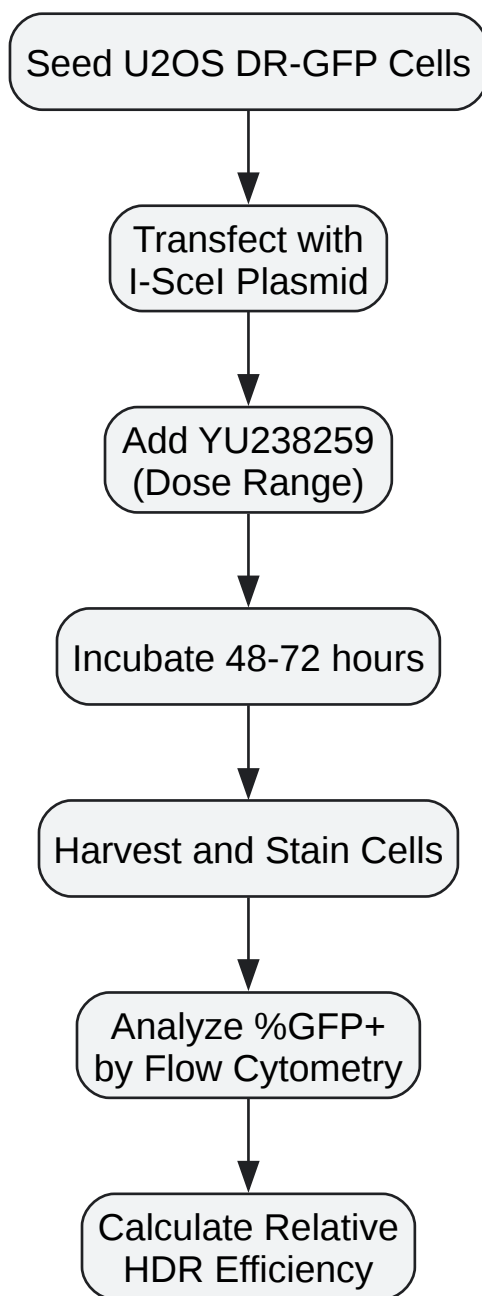 Seed U2OS DR-GFP Cells
Transfect with
I-SceI Plasmid
Add YU238259
(Dose Range)
Incubate 48-72 hours
Harvest and Stain Cells
Analyze %GFP+
by Flow Cytometry
Calculate Relative
HDR Efficiency